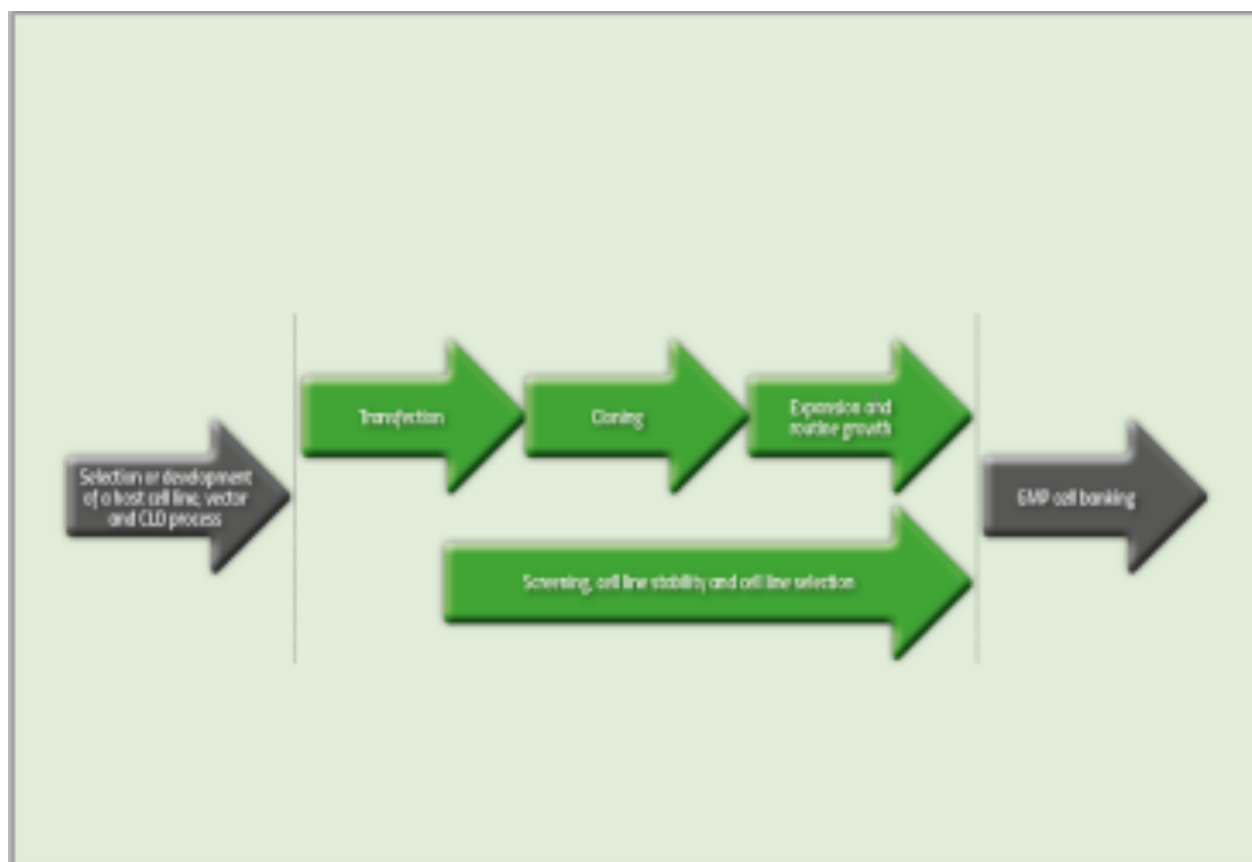 Transfection
Cloning
Expansion and
routine growth
Selection or development
of a host cell line, vector
and CLD process
GMP cell banking
Screening, cell line stability and cell line selection